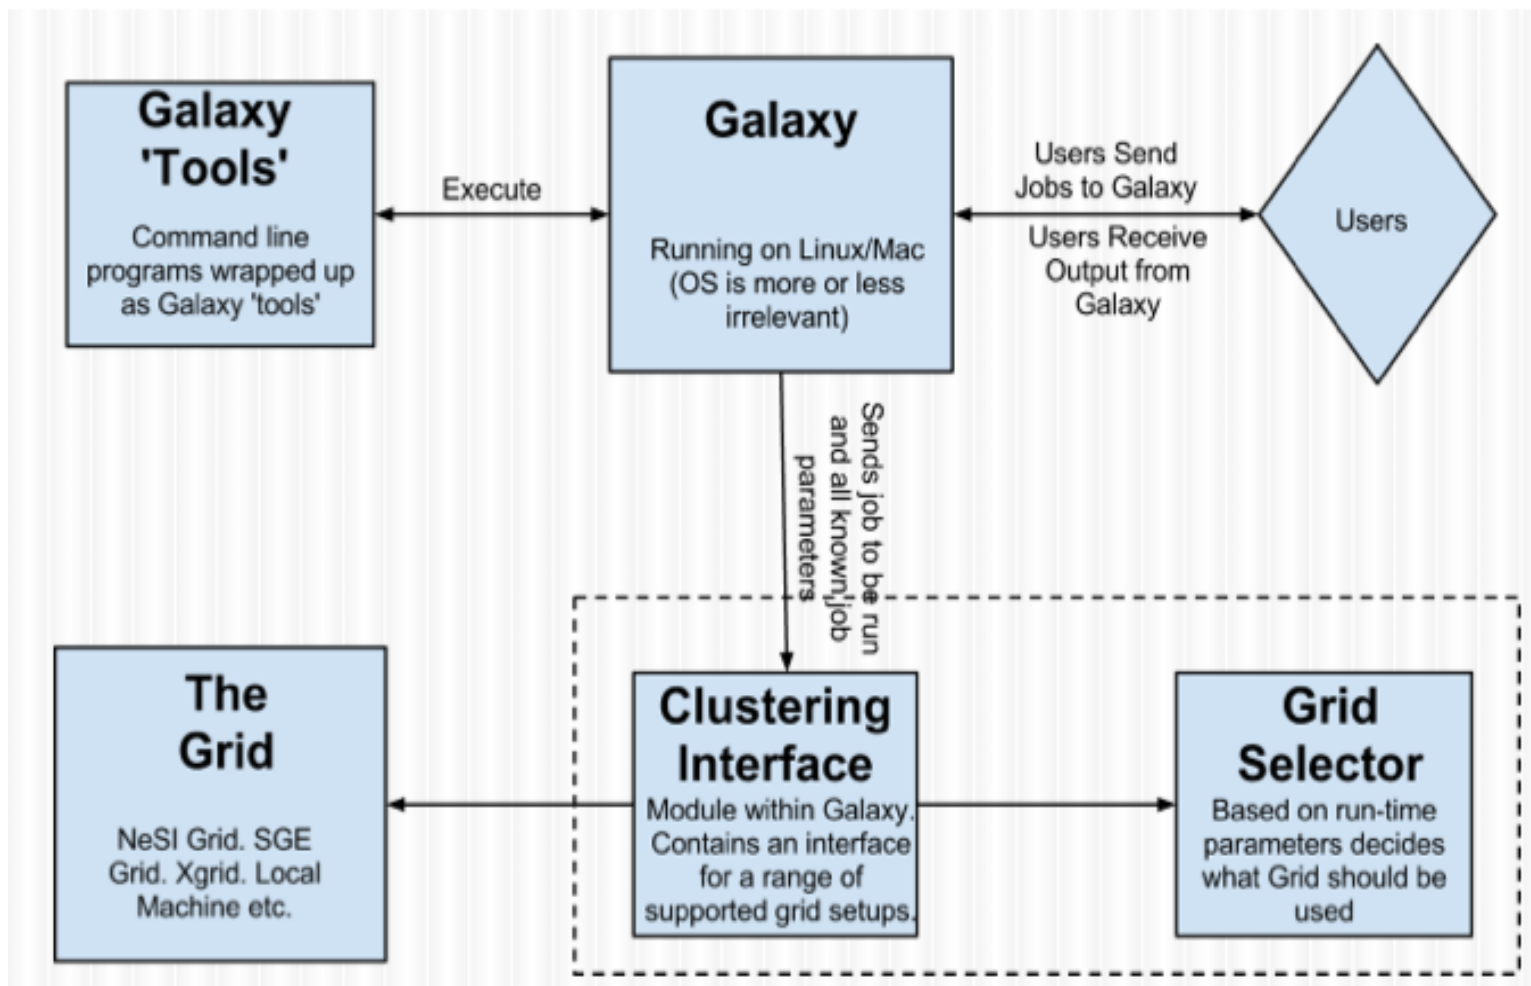 Galaxy
'Tools'
Command line
programs wrapped up
as Galaxy 'tools'
Execute
Galaxy
Running on Linux/Mac
(OS is more or less
irrelevant)
Users Send
Jobs to Galaxy
Users Receive
Output from
Galaxy
Users
Sends job to be run
and all known job
parameters
The
Grid
NeSI Grid. SGE
Grid. Xgrid. Local
Machine etc.
Clustering
Interface
Module within Galaxy.
Contains an interface
for a range of
supported grid setups.
Grid
Selector
Based on run-time
parameters decides
what Grid should be
used